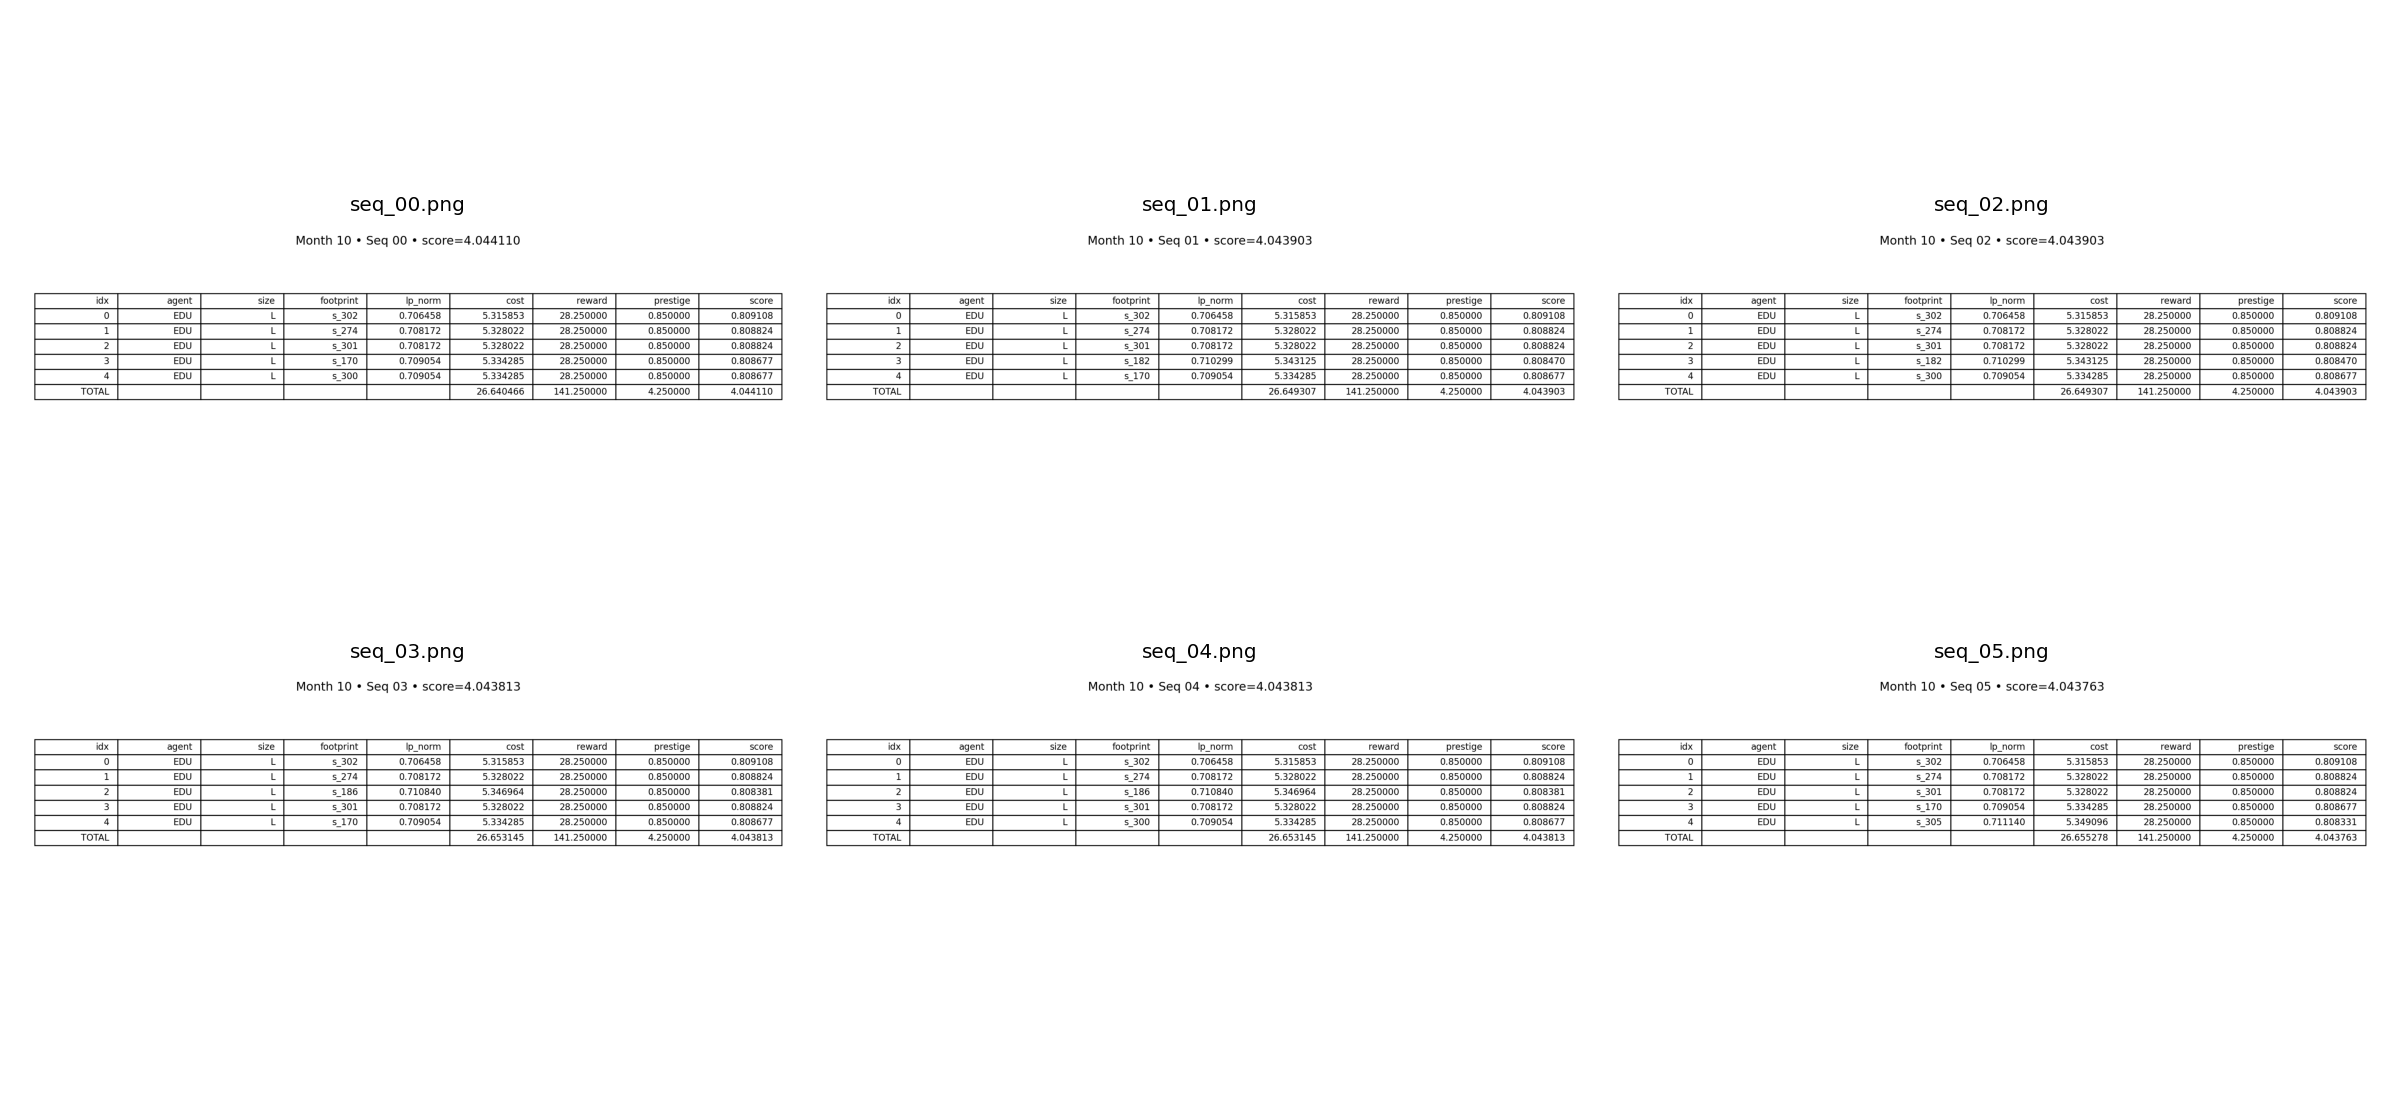 seq_00.png
Month 10 • Seq 00 • score=4.044110
idx agent size footprint lp_norm cost reward prestige score
0 EDU L s_302 0.706458 5.315853 28.250000 0.850000 0.809108
1 EDU L s_274 0.708172 5.328022 28.250000 0.850000 0.808824
2 EDU L s_301 0.708172 5.328022 28.250000 0.850000 0.808824
3 EDU L s_170 0.709054 5.334285 28.250000 0.850000 0.808677
4 EDU L s_300 0.709054 5.334285 28.250000 0.850000 0.808677
TOTAL 26.640466 141.250000 4.250000 4.044110
seq_01.png
Month 10 • Seq 01 • score=4.043903
idx agent size footprint lp_norm cost reward prestige score
0 EDU L s_302 0.706458 5.315853 28.250000 0.850000 0.809108
1 EDU L s_274 0.708172 5.328022 28.250000 0.850000 0.808824
2 EDU L s_301 0.708172 5.328022 28.250000 0.850000 0.808824
3 EDU L s_182 0.710299 5.343125 28.250000 0.850000 0.808470
4 EDU L s_170 0.709054 5.334285 28.250000 0.850000 0.808677
TOTAL 26.649307 141.250000 4.250000 4.043903
seq_02.png
Month 10 • Seq 02 • score=4.043903
idx agent size footprint lp_norm cost reward prestige score
0 EDU L s_302 0.706458 5.315853 28.250000 0.850000 0.809108
1 EDU L s_274 0.708172 5.328022 28.250000 0.850000 0.808824
2 EDU L s_301 0.708172 5.328022 28.250000 0.850000 0.808824
3 EDU L s_182 0.710299 5.343125 28.250000 0.850000 0.808470
4 EDU L s_300 0.709054 5.334285 28.250000 0.850000 0.808677
TOTAL 26.649307 141.250000 4.250000 4.043903
seq_03.png
Month 10 • Seq 03 • score=4.043813
idx agent size footprint lp_norm cost reward prestige score
0 EDU L s_302 0.706458 5.315853 28.250000 0.850000 0.809108
1 EDU L s_274 0.708172 5.328022 28.250000 0.850000 0.808824
2 EDU L s_186 0.710840 5.346964 28.250000 0.850000 0.808381
3 EDU L s_301 0.708172 5.328022 28.250000 0.850000 0.808824
4 EDU L s_170 0.709054 5.334285 28.250000 0.850000 0.808677
TOTAL 26.653145 141.250000 4.250000 4.043813
seq_04.png
Month 10 • Seq 04 • score=4.043813
idx agent size footprint lp_norm cost reward prestige score
0 EDU L s_302 0.706458 5.315853 28.250000 0.850000 0.809108
1 EDU L s_274 0.708172 5.328022 28.250000 0.850000 0.808824
2 EDU L s_186 0.710840 5.346964 28.250000 0.850000 0.808381
3 EDU L s_301 0.708172 5.328022 28.250000 0.850000 0.808824
4 EDU L s_300 0.709054 5.334285 28.250000 0.850000 0.808677
TOTAL 26.653145 141.250000 4.250000 4.043813
seq_05.png
Month 10 • Seq 05 • score=4.043763
idx agent size footprint lp_norm cost reward prestige score
0 EDU L s_302 0.706458 5.315853 28.250000 0.850000 0.809108
1 EDU L s_274 0.708172 5.328022 28.250000 0.850000 0.808824
2 EDU L s_301 0.708172 5.328022 28.250000 0.850000 0.808824
3 EDU L s_170 0.709054 5.334285 28.250000 0.850000 0.808677
4 EDU L s_305 0.711140 5.349096 28.250000 0.850000 0.808331
TOTAL 26.655278 141.250000 4.250000 4.043763